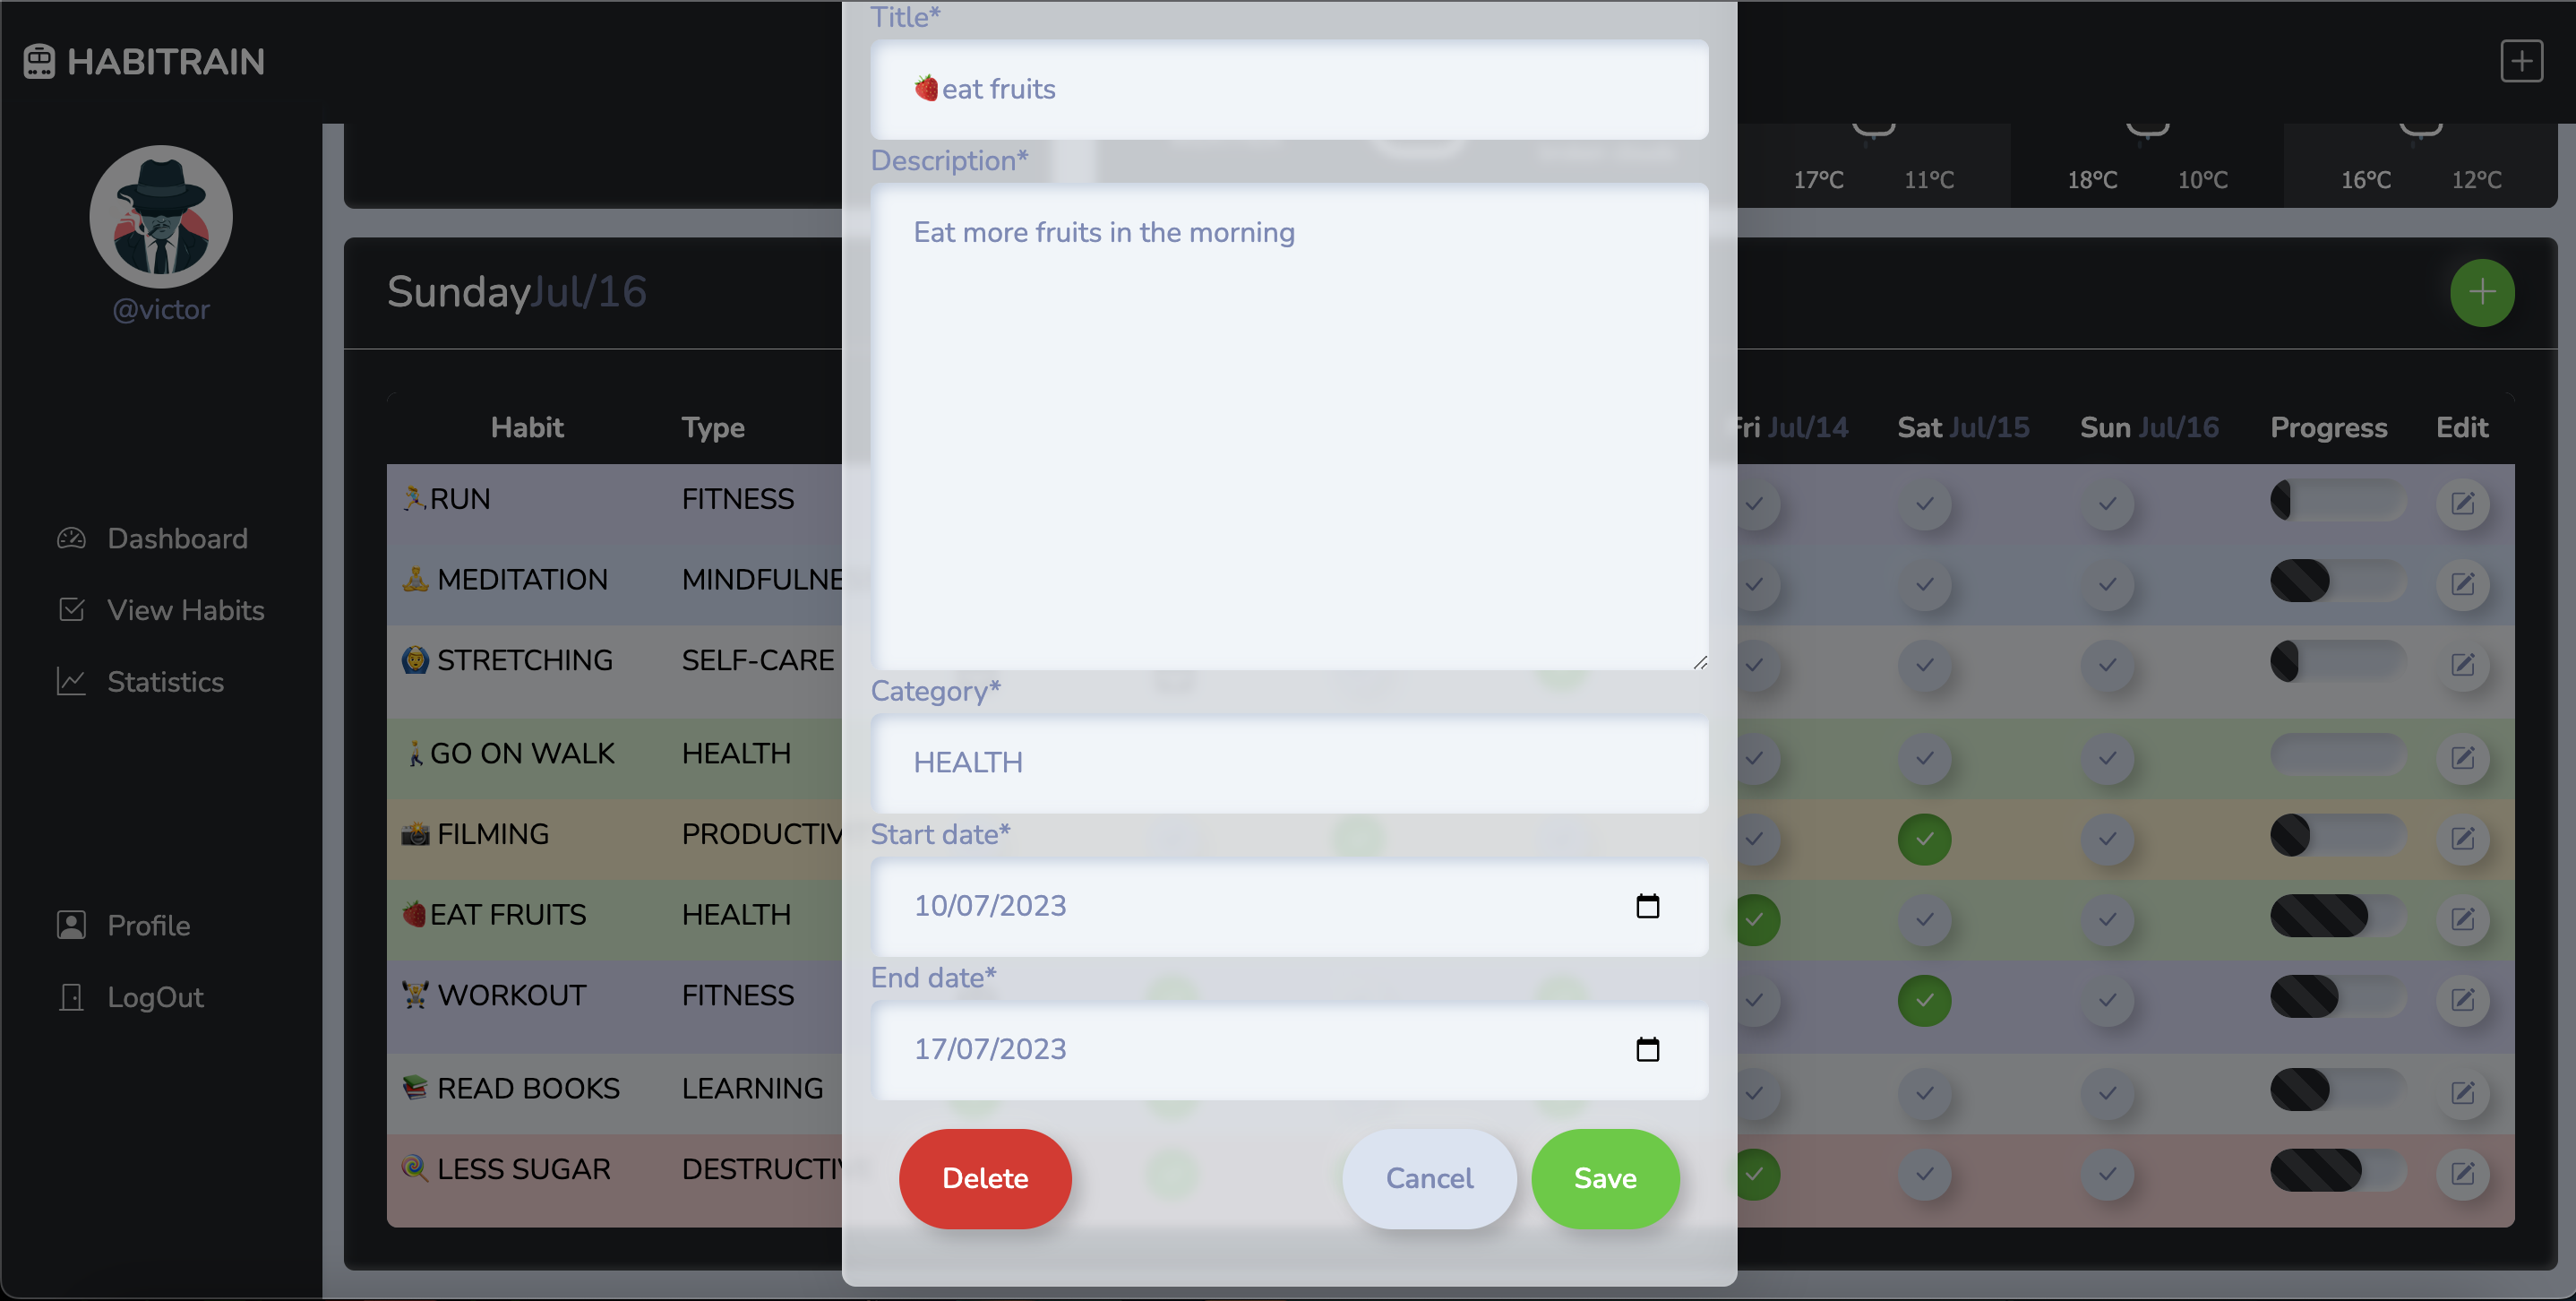 HABITRAIN
@victor
Dashboard
View Habits
Statistics
Profile
LogOut
17°C 11°C 18°C 10°C 16°C 12°C
SundayJul/16
Habit Type Fri Jul/14 Sat Jul/15 Sun Jul/16 Progress Edit
RUN FITNESS
MEDITATION MINDFULNE
STRETCHING SELF-CARE
GO ON WALK HEALTH
FILMING PRODUCTIV
EAT FRUITS HEALTH
WORKOUT FITNESS
READ BOOKS LEARNING
LESS SUGAR DESTRUCTIV
Title*
🍓eat fruits
Description*
Eat more fruits in the morning
Category*
HEALTH
Start date*
10/07/2023
End date*
17/07/2023
Delete Cancel Save